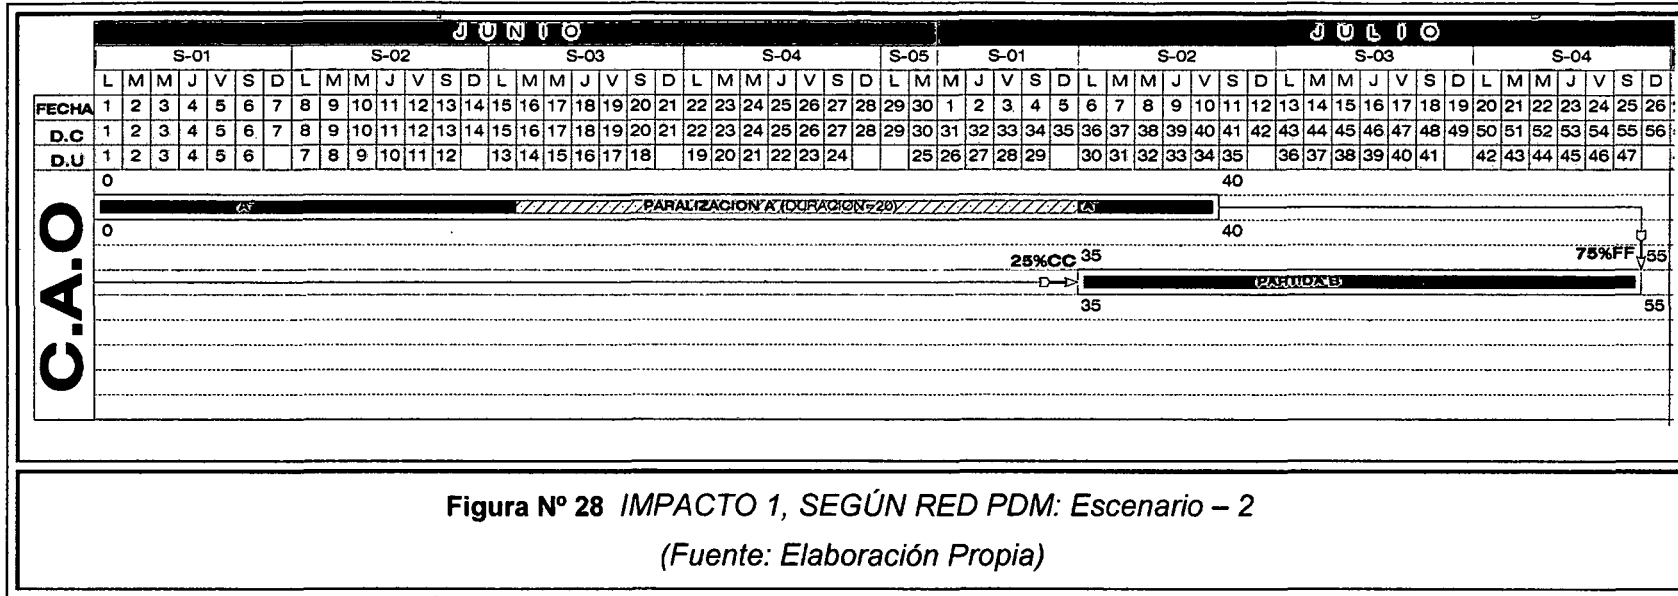 JUNIO JULIO
S-01 S-02 S-03 S-04 S-05 S-01 S-02 S-03 S-04
L M M J V S D L M M J V S D L M M J V S D L M M J V S D L M M J V S D L M M J V S D L M M J V S D L M M J V S D
FECHA 1 2 3 4 5 6 7 8 9 10 11 12 13 14 15 16 17 18 19 20 21 22 23 24 25 26 27 28 29 30 1 2 3 4 5 6 7 8 9 10 11 12 13 14 15 16 17 18 19 20 21 22 23 24 25 26
D.C 1 2 3 4 5 6 7 8 9 10 11 12 13 14 15 16 17 18 19 20 21 22 23 24 25 26 27 28 29 30 31 32 33 34 35 36 37 38 39 40 41 42 43 44 45 46 47 48 49 50 51 52 53 54 55 56
D.U 1 2 3 4 5 6 7 8 9 10 11 12 13 14 15 16 17 18 19 20 21 22 23 24 25 26 27 28 29 30 31 32 33 34 35 36 37 38 39 40 41 42 43 44 45 46 47
C.A.O
0 40
A PARALIZACION A (DURACION=20) A
0 40
25%CC 35 75%FF 55
PARTIDA B
35 55
Figura Nº 28 IMPACTO 1, SEGÚN RED PDM: Escenario – 2
(Fuente: Elaboración Propia)